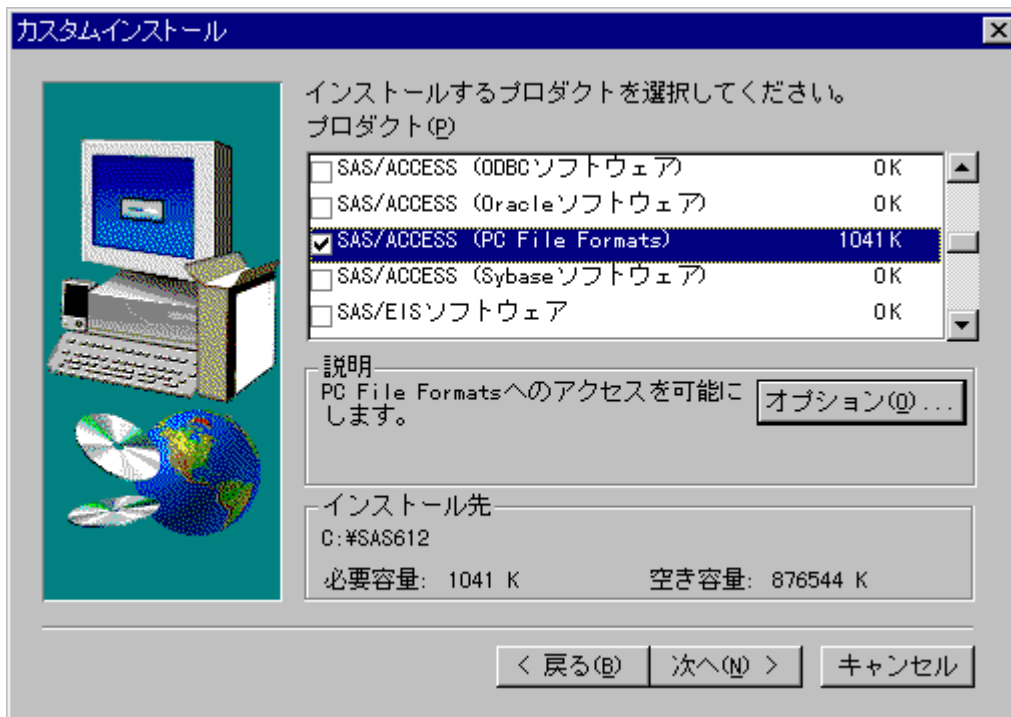 カスタムインストール
インストールするプロダクトを選択してください。
プロダクト(P)
SAS/ACCESS (ODBCソフトウェア) 0K
SAS/ACCESS (Oracleソフトウェア) 0K
SAS/ACCESS (PC File Formats) 1041K
SAS/ACCESS (Sybaseソフトウェア) 0K
SAS/EISソフトウェア 0K
説明
PC File Formatsへのアクセスを可能に
します。
オプション(O)...
インストール先
C:¥SAS612
必要容量: 1041 K 空き容量: 876544 K
< 戻る(B) 次へ(N) > キャンセル